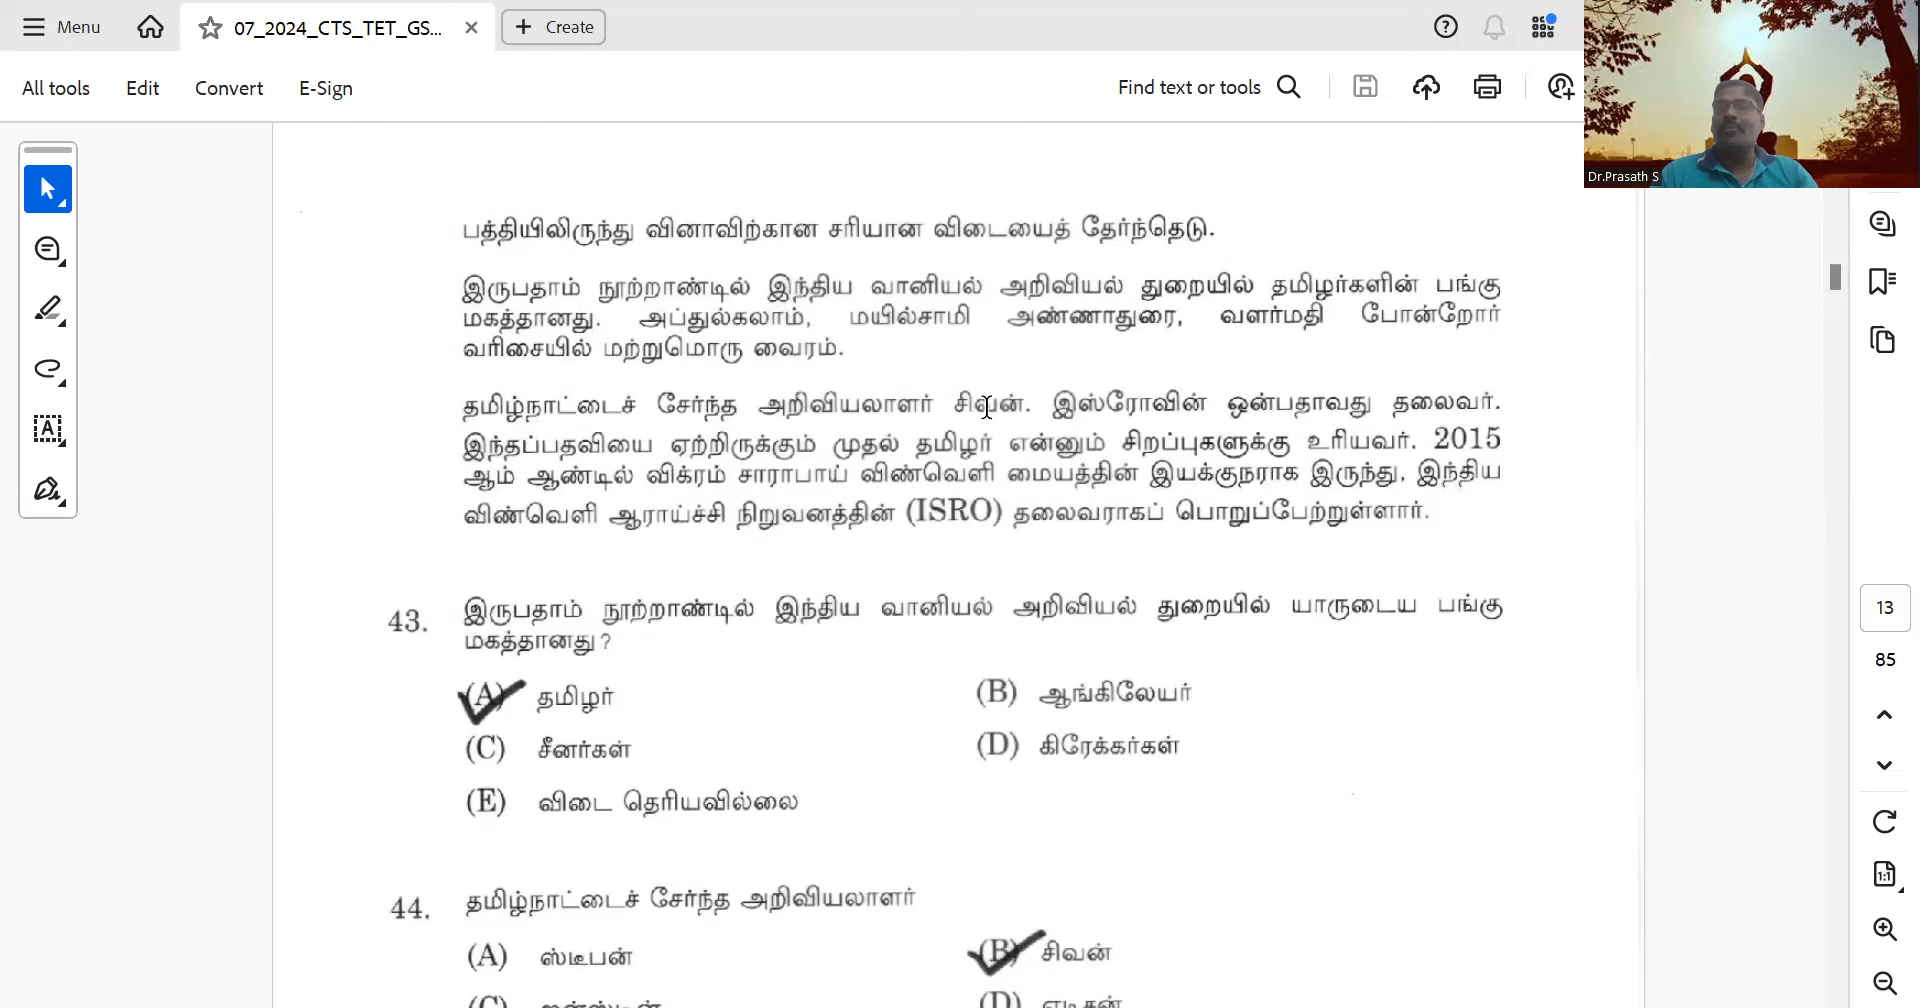 Menu
07_2024_CTS_TET_GS...
Create
All tools
Edit
Convert
E-Sign
Find text or tools
Dr.Prasath S
பத்தியிலிருந்து வினாவிற்கான சரியான விடையைத் தேர்ந்தெடு.
இருபதாம் நூற்றாண்டில் இந்திய வானியல் அறிவியல் துறையில் தமிழர்களின் பங்கு
மகத்தானது. அப்துல்கலாம், மயில்சாமி அண்ணாதுரை, வளர்மதி போன்றோர்
வரிசையில் மற்றுமொரு வைரம்.
தமிழ்நாட்டைச் சேர்ந்த அறிவியலாளர் சிவன். இஸ்ரோவின் ஒன்பதாவது தலைவர்.
இந்தப்பதவியை ஏற்றிருக்கும் முதல் தமிழர் என்னும் சிறப்புகளுக்கு உரியவர். 2015
ஆம் ஆண்டில் விக்ரம் சாராபாய் விண்வெளி மையத்தின் இயக்குநராக இருந்து, இந்திய
விண்வெளி ஆராய்ச்சி நிறுவனத்தின் (ISRO) தலைவராகப் பொறுப்பேற்றுள்ளார்.
43. இருபதாம் நூற்றாண்டில் இந்திய வானியல் அறிவியல் துறையில் யாருடைய பங்கு
மகத்தானது?
(A) தமிழர்
(B) ஆங்கிலேயர்
(C) சீனர்கள்
(D) கிரேக்கர்கள்
(E) விடை தெரியவில்லை
44. தமிழ்நாட்டைச் சேர்ந்த அறிவியலாளர்
(A) ஸ்டீபன்
(B) சிவன்
(C)
(D)
13
85
1:1